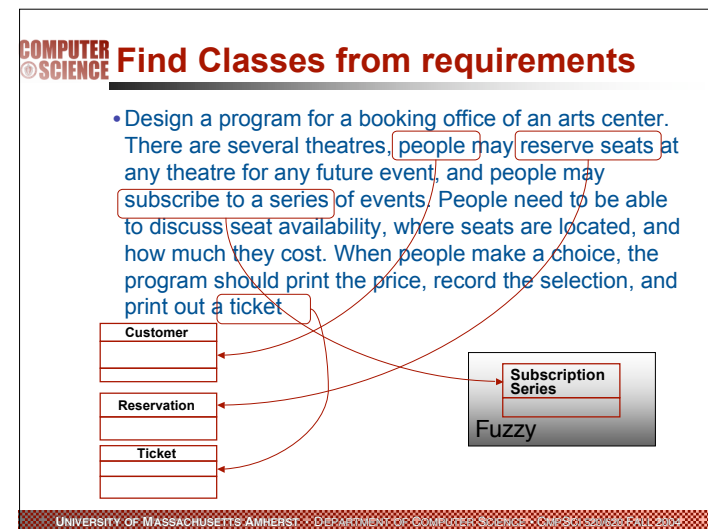 COMPUTER
SCIENCE
Find Classes from requirements
• Design a program for a booking office of an arts center.
There are several theatres, people may reserve seats at
any theatre for any future event, and people may
subscribe to a series of events. People need to be able
to discuss seat availability, where seats are located, and
how much they cost. When people make a choice, the
program should print the price, record the selection, and
print out a ticket
Customer
Reservation
Ticket
Subscription
Series
Fuzzy
UNIVERSITY OF MASSACHUSETTS AMHERST • DEPARTMENT OF COMPUTER SCIENCE • CMPSCI 520/620 FALL